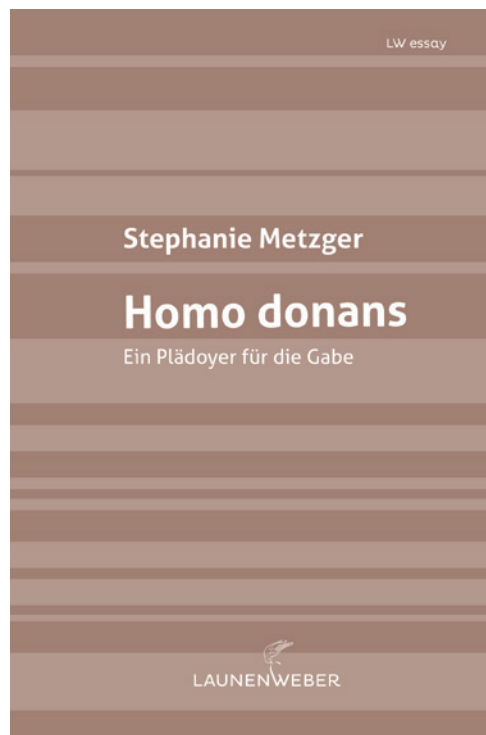 LW essay
Stephanie Metzger
Homo donans
Ein Plädoyer für die Gabe
LAUNENWEBER